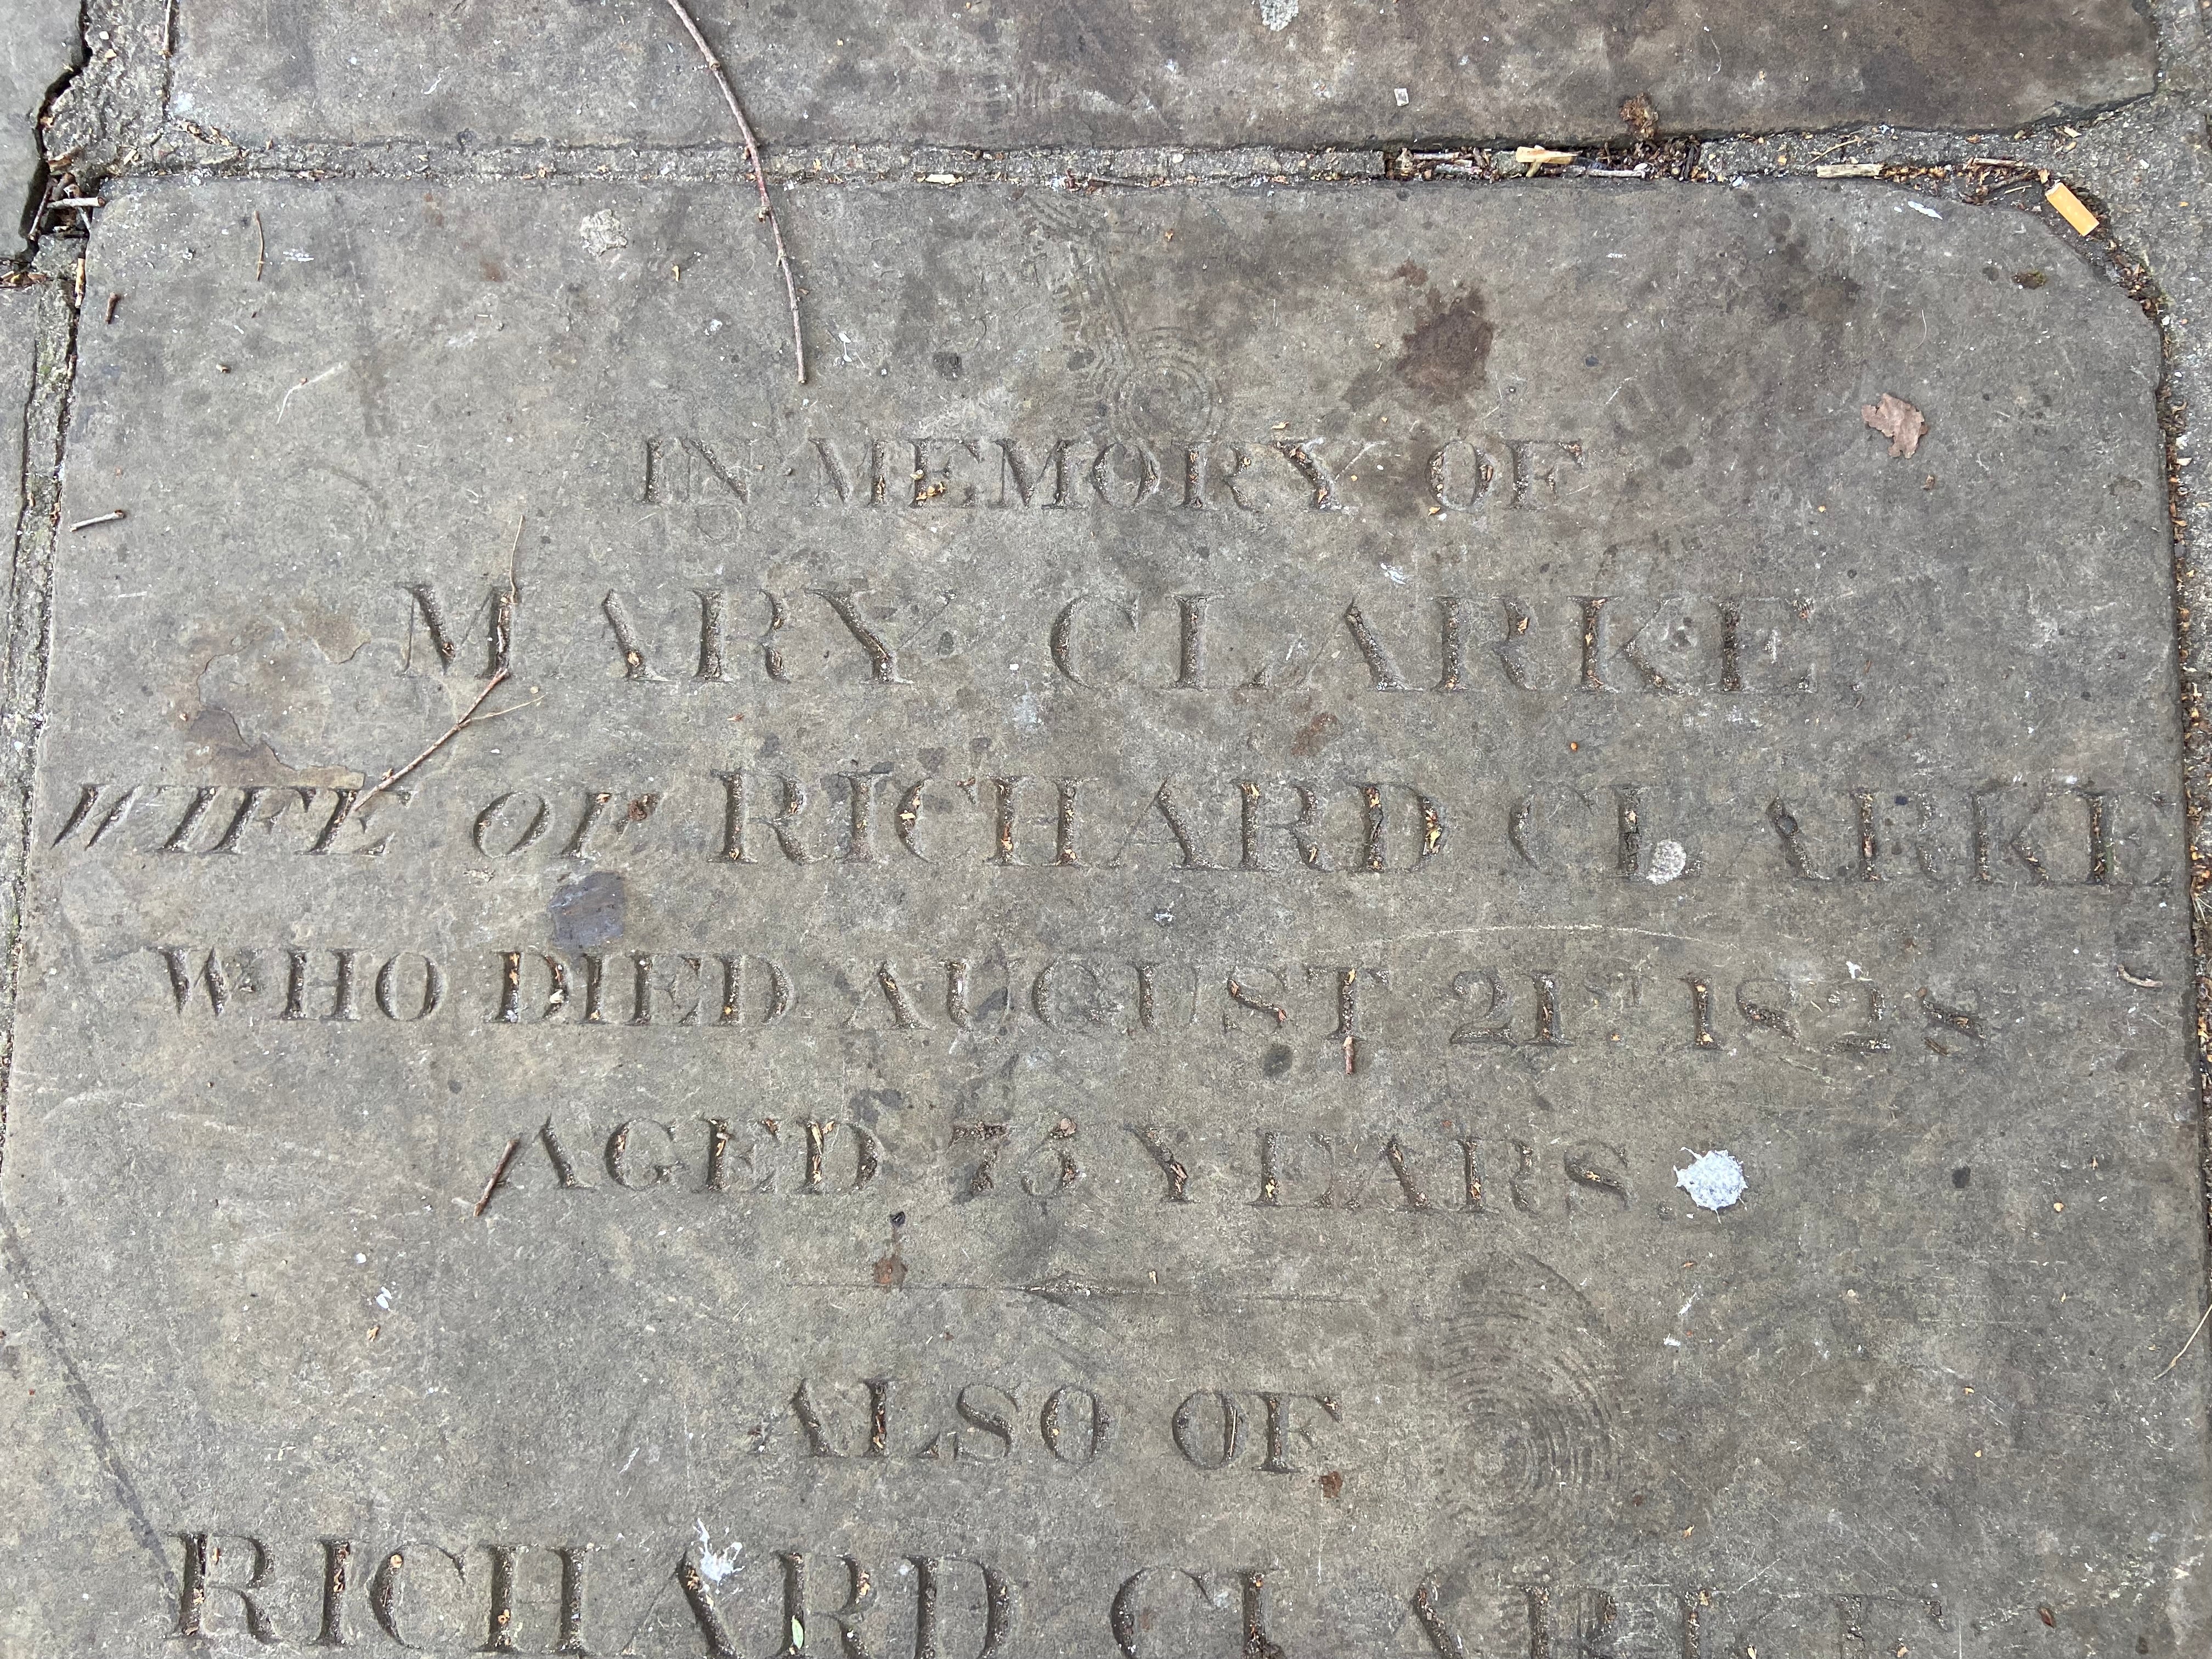 IN MEMORY OF
MARY CLARKE
WIFE OF RICHARD CLARKE
WHO DIED AUGUST 21ST 1828
AGED 75 YEARS.
ALSO OF
RICHARD CLARKE